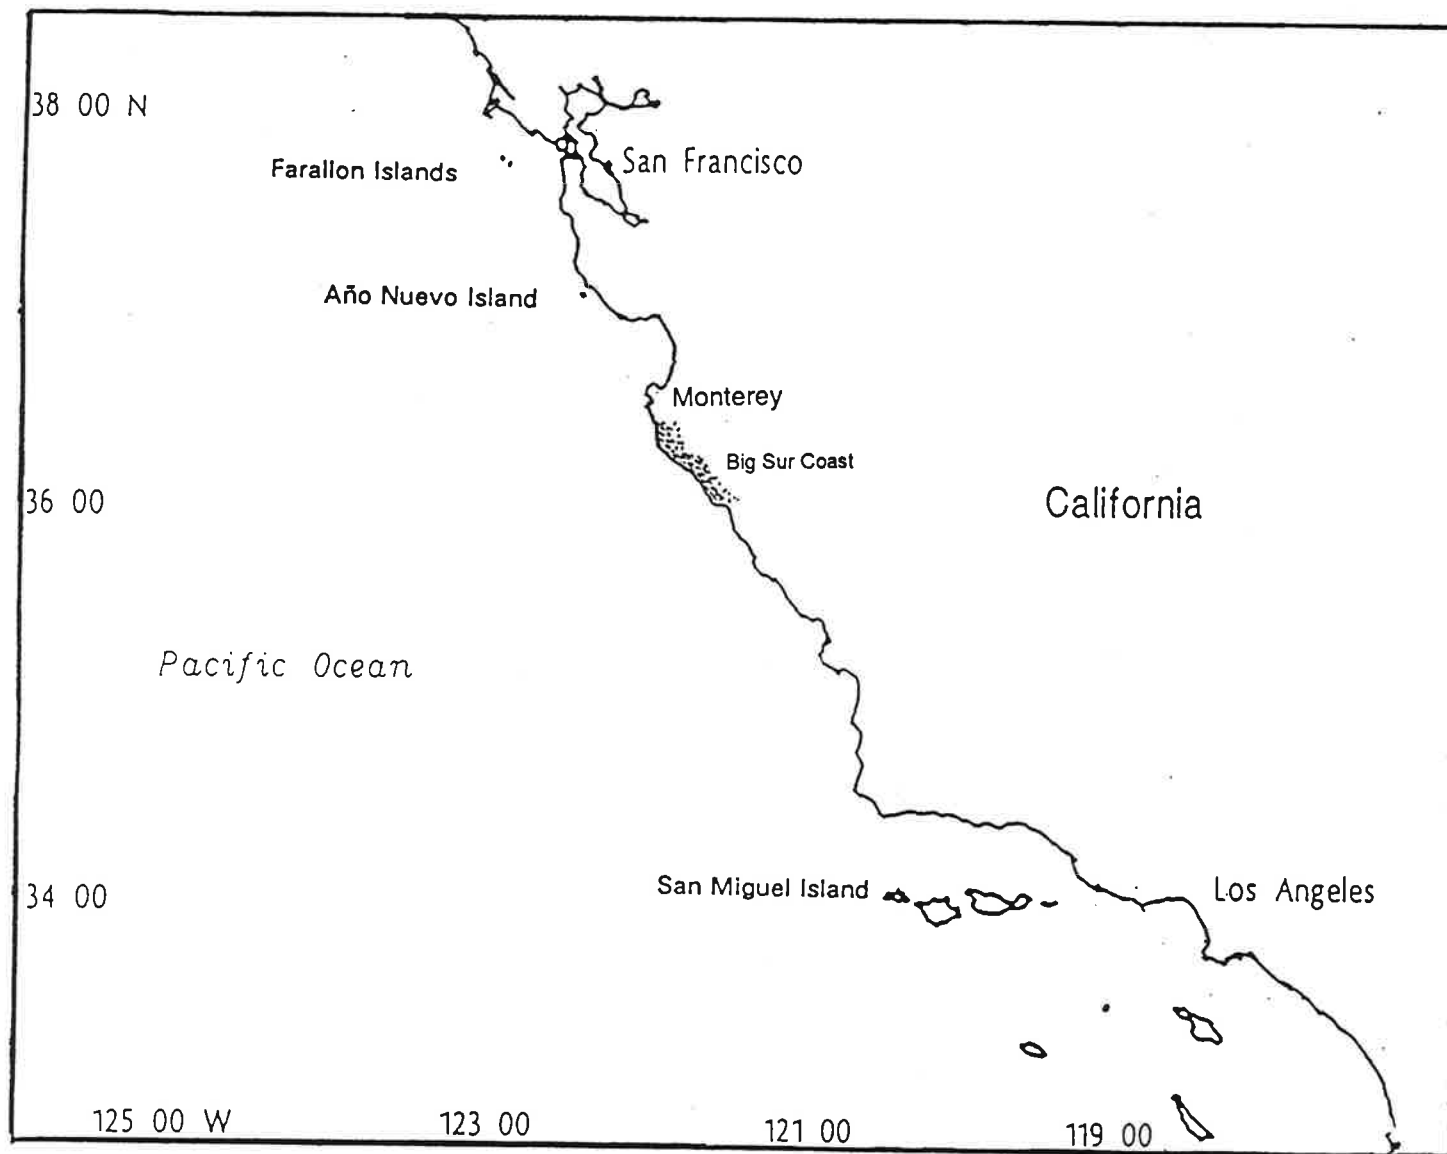 38 00 N
Farallon Islands
San Francisco
Año Nuevo Island
Monterey
Big Sur Coast
36 00
California
Pacific Ocean
San Miguel Island
34 00
Los Angeles
125 00 W
123 00
121 00
119 00